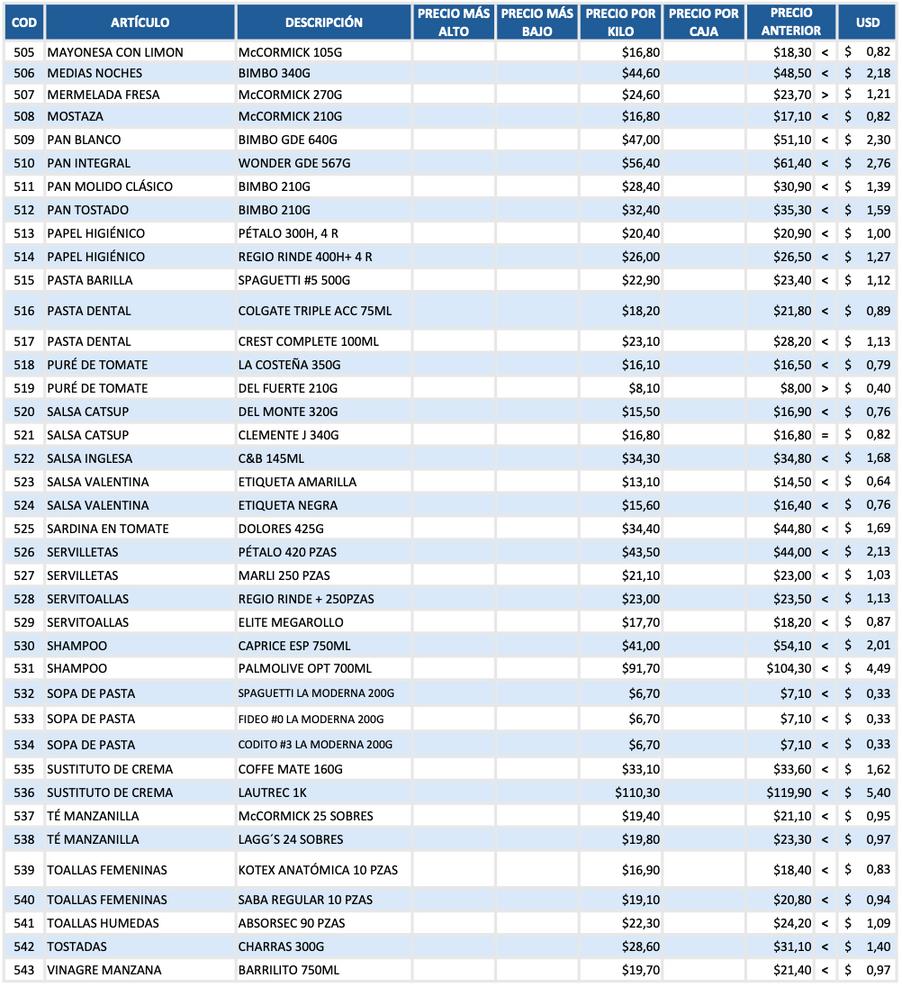 COD ARTÍCULO DESCRIPCIÓN PRECIO MÁS ALTO PRECIO MÁS BAJO PRECIO POR KILO PRECIO POR CAJA PRECIO ANTERIOR USD
505 MAYONESA CON LIMON McCORMICK 105G $16,80 $18,30 < $ 0,82
506 MEDIAS NOCHES BIMBO 340G $44,60 $48,50 < $ 2,18
507 MERMELADA FRESA McCORMICK 270G $24,60 $23,70 > $ 1,21
508 MOSTAZA McCORMICK 210G $16,80 $17,10 < $ 0,82
509 PAN BLANCO BIMBO GDE 640G $47,00 $51,10 < $ 2,30
510 PAN INTEGRAL WONDER GDE 567G $56,40 $61,40 < $ 2,76
511 PAN MOLIDO CLÁSICO BIMBO 210G $28,40 $30,90 < $ 1,39
512 PAN TOSTADO BIMBO 210G $32,40 $35,30 < $ 1,59
513 PAPEL HIGIÉNICO PÉTALO 300H, 4 R $20,40 $20,90 < $ 1,00
514 PAPEL HIGIÉNICO REGIO RINDE 400H+ 4 R $26,00 $26,50 < $ 1,27
515 PASTA BARILLA SPAGUETTI #5 500G $22,90 $23,40 < $ 1,12
516 PASTA DENTAL COLGATE TRIPLE ACC 75ML $18,20 $21,80 < $ 0,89
517 PASTA DENTAL CREST COMPLETE 100ML $23,10 $28,20 < $ 1,13
518 PURÉ DE TOMATE LA COSTEÑA 350G $16,10 $16,50 < $ 0,79
519 PURÉ DE TOMATE DEL FUERTE 210G $8,10 $8,00 > $ 0,40
520 SALSA CATSUP DEL MONTE 320G $15,50 $16,90 < $ 0,76
521 SALSA CATSUP CLEMENTE J 340G $16,80 $16,80 = $ 0,82
522 SALSA INGLESA C&B 145ML $34,30 $34,80 < $ 1,68
523 SALSA VALENTINA ETIQUETA AMARILLA $13,10 $14,50 < $ 0,64
524 SALSA VALENTINA ETIQUETA NEGRA $15,60 $16,40 < $ 0,76
525 SARDINA EN TOMATE DOLORES 425G $34,40 $44,80 < $ 1,69
526 SERVILLETAS PÉTALO 420 PZAS $43,50 $44,00 < $ 2,13
527 SERVILLETAS MARLI 250 PZAS $21,10 $23,00 < $ 1,03
528 SERVITOALLAS REGIO RINDE + 250PZAS $23,00 $23,50 < $ 1,13
529 SERVITOALLAS ELITE MEGAROLLO $17,70 $18,20 < $ 0,87
530 SHAMPOO CAPRICE ESP 750ML $41,00 $54,10 < $ 2,01
531 SHAMPOO PALMOLIVE OPT 700ML $91,70 $104,30 < $ 4,49
532 SOPA DE PASTA SPAGUETTI LA MODERNA 200G $6,70 $7,10 < $ 0,33
533 SOPA DE PASTA FIDEO #0 LA MODERNA 200G $6,70 $7,10 < $ 0,33
534 SOPA DE PASTA CODITO #3 LA MODERNA 200G $6,70 $7,10 < $ 0,33
535 SUSTITUTO DE CREMA COFFE MATE 160G $33,10 $33,60 < $ 1,62
536 SUSTITUTO DE CREMA LAUTREC 1K $110,30 $119,90 < $ 5,40
537 TÉ MANZANILLA McCORMICK 25 SOBRES $19,40 $21,10 < $ 0,95
538 TÉ MANZANILLA LAGG´S 24 SOBRES $19,80 $23,30 < $ 0,97
539 TOALLAS FEMENINAS KOTEX ANATÓMICA 10 PZAS $16,90 $18,40 < $ 0,83
540 TOALLAS FEMENINAS SABA REGULAR 10 PZAS $19,10 $20,80 < $ 0,94
541 TOALLAS HUMEDAS ABSORSEC 90 PZAS $22,30 $24,20 < $ 1,09
542 TOSTADAS CHARRAS 300G $28,60 $31,10 < $ 1,40
543 VINAGRE MANZANA BARRILITO 750ML $19,70 $21,40 < $ 0,97